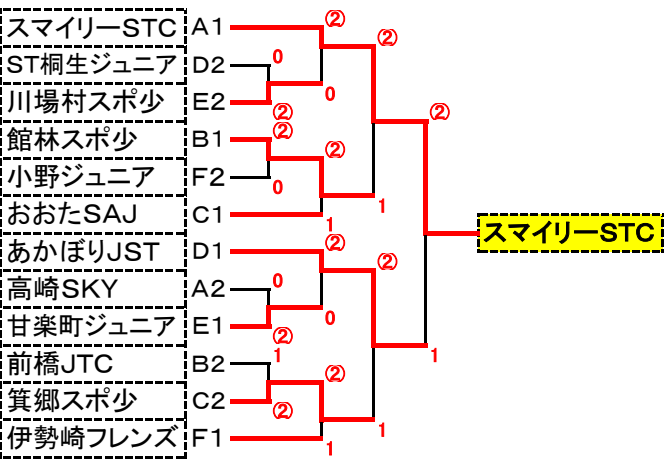 スマイリーSTC A1 ②
②
ST桐生ジュニア D2 0
②
川場村スポ少 E2 ② 0
館林スポ少 B1 ② ②
小野ジュニア F2 0
1
おおたSAJ C1 1
スマイリーSTC
あかぼりJST D1 ②
②
高崎SKY A2 0
甘楽町ジュニア E1 ② 0
1
前橋JTC B2 1 ②
箕郷スポ少 C2 ②
1
伊勢崎フレンズ F1 1